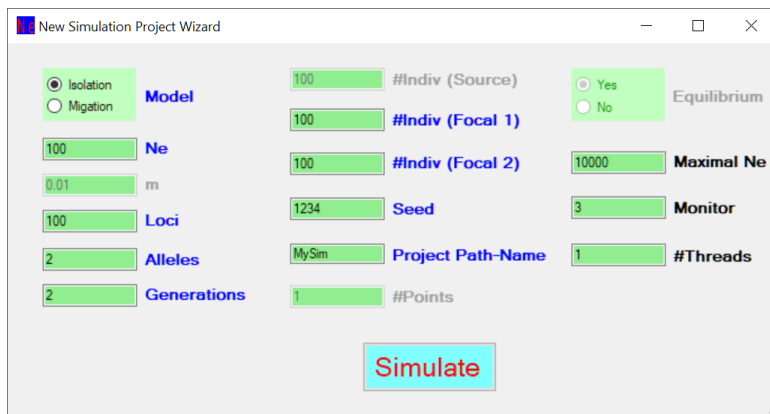 Ne New Simulation Project Wizard
Isolation
Migation
Model
100 #Indiv (Source)
Yes
No
Equilibrium
100 #Indiv (Focal 1)
100 Ne
100 #Indiv (Focal 2)
10000 Maximal Ne
0.01 m
100 Loci
1234 Seed
3 Monitor
2 Alleles
MySim Project Path-Name
1 #Threads
2 Generations
1 #Points
Simulate